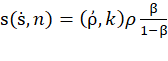 s(ṡ,n) = (ρ́,k)ρ β/(1−β)